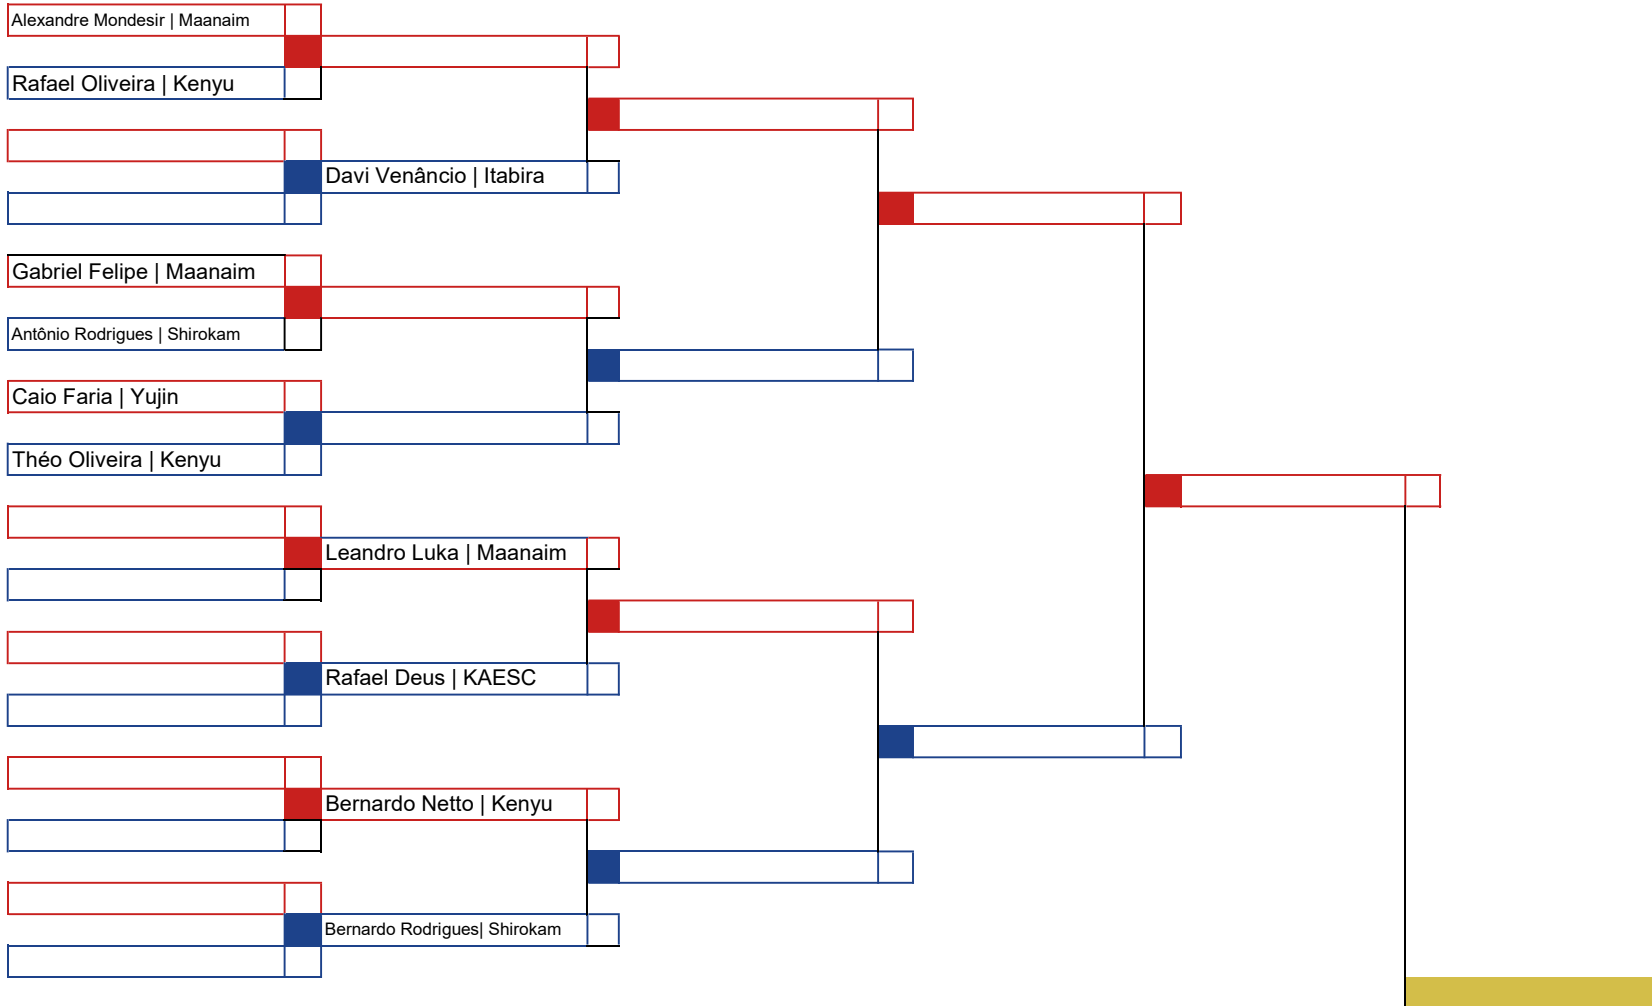 Alexandre Mondesir | Maanaim
Rafael Oliveira | Kenyu
Davi Venâncio | Itabira
Gabriel Felipe | Maanaim
Antônio Rodrigues | Shirokam
Caio Faria | Yujin
Théo Oliveira | Kenyu
Leandro Luka | Maanaim
Rafael Deus | KAESC
Bernardo Netto | Kenyu
Bernardo Rodrigues| Shirokam